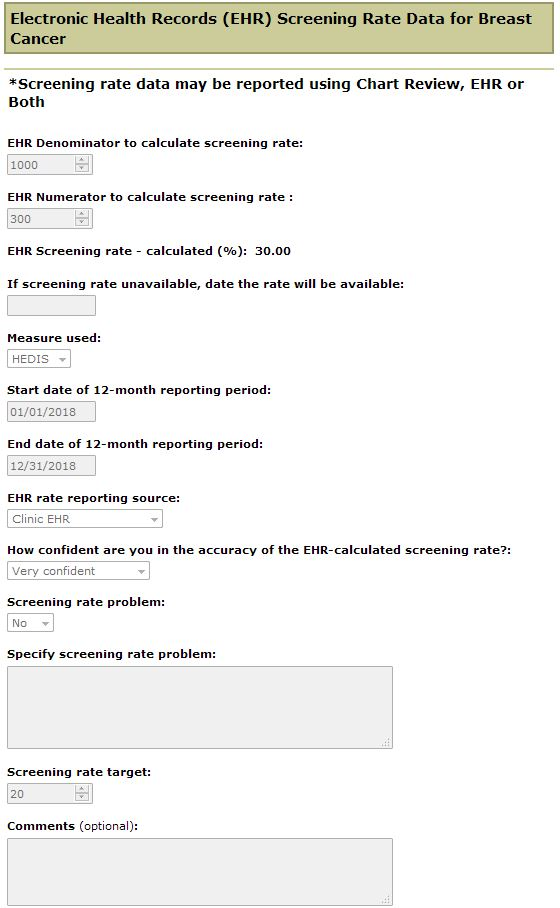 Electronic Health Records (EHR) Screening Rate Data for Breast
Cancer
*Screening rate data may be reported using Chart Review, EHR or
Both
EHR Denominator to calculate screening rate:
1000
EHR Numerator to calculate screening rate :
300
EHR Screening rate - calculated (%): 30.00
If screening rate unavailable, date the rate will be available:
Measure used:
HEDIS
Start date of 12-month reporting period:
01/01/2018
End date of 12-month reporting period:
12/31/2018
EHR rate reporting source:
Clinic EHR
How confident are you in the accuracy of the EHR-calculated screening rate?:
Very confident
Screening rate problem:
No
Specify screening rate problem:
Screening rate target:
20
Comments (optional):